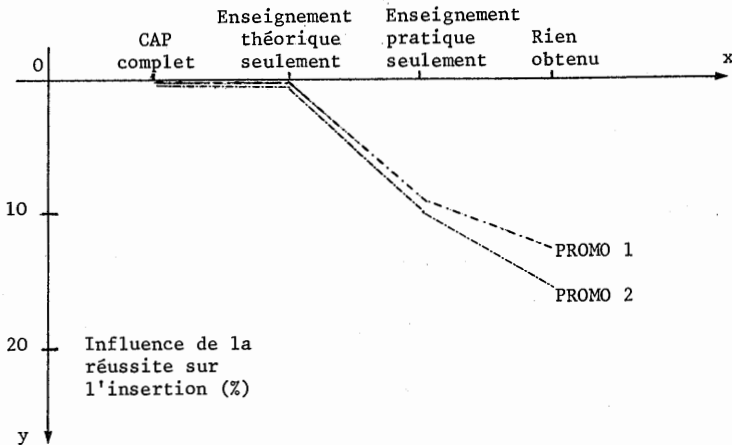 CAP
complet
Enseignement
théorique
seulement
Enseignement
pratique
seulement
Rien
obtenu
0
x
10
PROMO 1
PROMO 2
20
Influence de la
réussite sur
l'insertion (%)
y